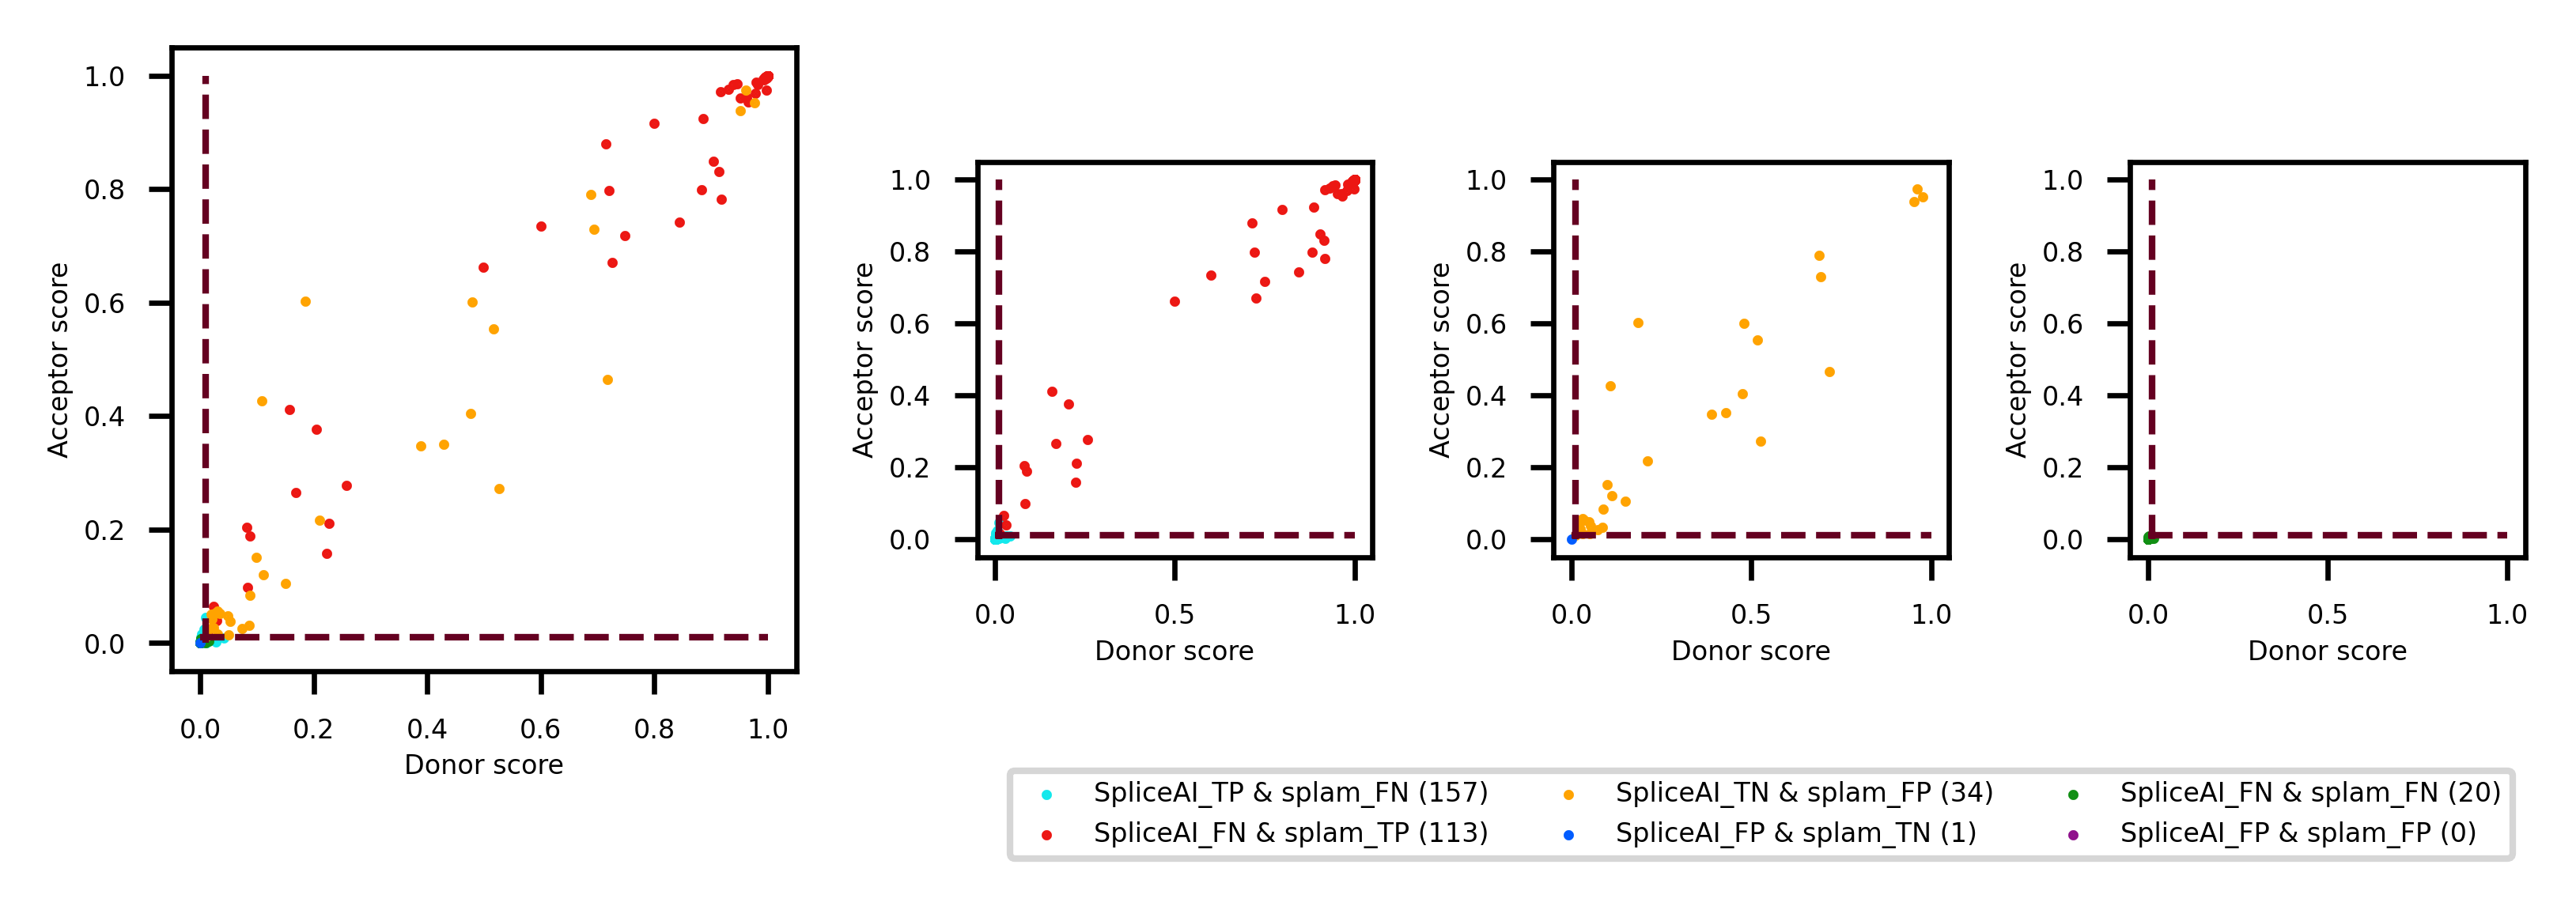 1.0
0.8
0.6
0.4
0.2
0.0
Acceptor score
0.0 0.2 0.4 0.6 0.8 1.0
Donor score
1.0
0.8
0.6
0.4
0.2
0.0
Acceptor score
0.0 0.5 1.0
Donor score
1.0
0.8
0.6
0.4
0.2
0.0
Acceptor score
0.0 0.5 1.0
Donor score
1.0
0.8
0.6
0.4
0.2
0.0
Acceptor score
0.0 0.5 1.0
Donor score
SpliceAI_TP & splam_FN (157)
SpliceAI_FN & splam_TP (113)
SpliceAI_TN & splam_FP (34)
SpliceAI_FP & splam_TN (1)
SpliceAI_FN & splam_FN (20)
SpliceAI_FP & splam_FP (0)